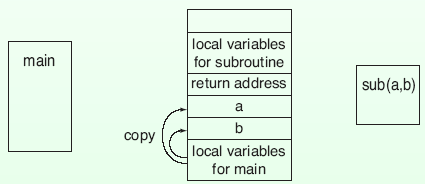 main
local variables
for subroutine
return address
a
b
local variables
for main
copy
sub(a,b)